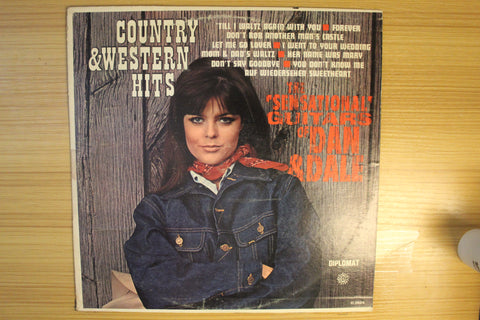 COUNTRY
& WESTERN
HITS
'TILL I WALTZ AGAIN WITH YOU FOREVER
DON'T ROB ANOTHER MAN'S CASTLE
LET ME GO LOVER I WENT TO YOUR WEDDING
MOM & DAD'S WALTZ HER NAME WAS MARY
DON'T SAY GOODBYE YOU DON'T KNOW ME
AUF WIEDERSEHEN SWEETHEART
THE
"SENSATIONAL"
GUITARS
OF DAN
& DALE
DIPLOMAT